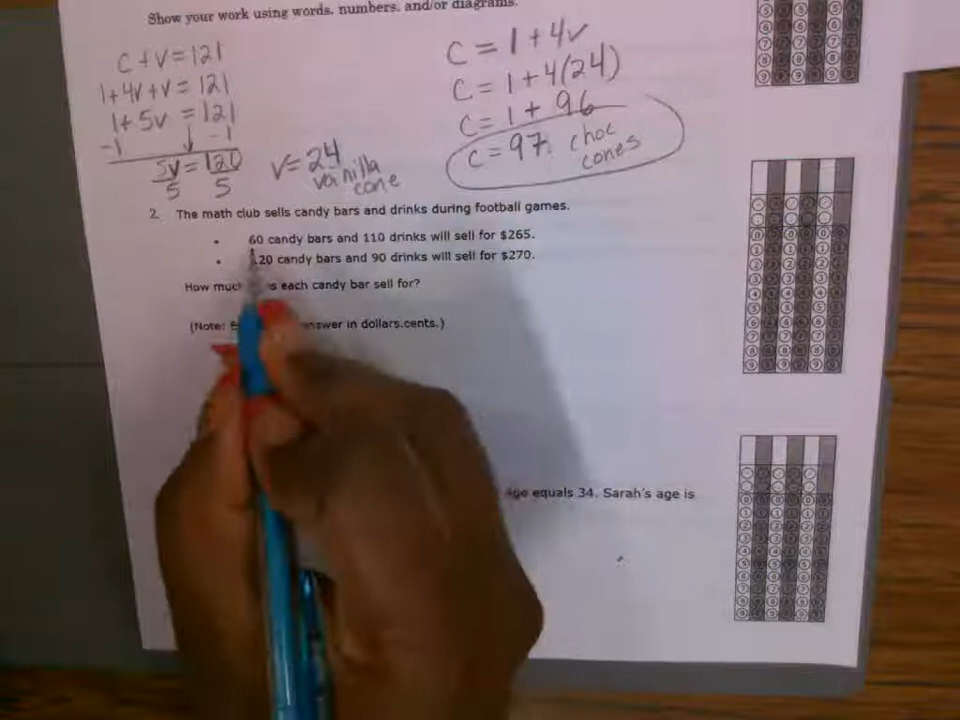 Show your work using words, numbers, and/or diagrams.
C + V = 121
1 + 4V + V = 121
1 + 5V = 121
-1 -1
5V = 120
5 5
V = 24
vanilla
cone
C = 1 + 4V
C = 1 + 4(24)
C = 1 + 96
C = 97. choc
cones
2. The math club sells candy bars and drinks during football games.
• 60 candy bars and 110 drinks will sell for $265.
• 120 candy bars and 90 drinks will sell for $270.
How much each candy bar sell for?
(Note: answer in dollars.cents.)
age equals 34. Sarah's age is